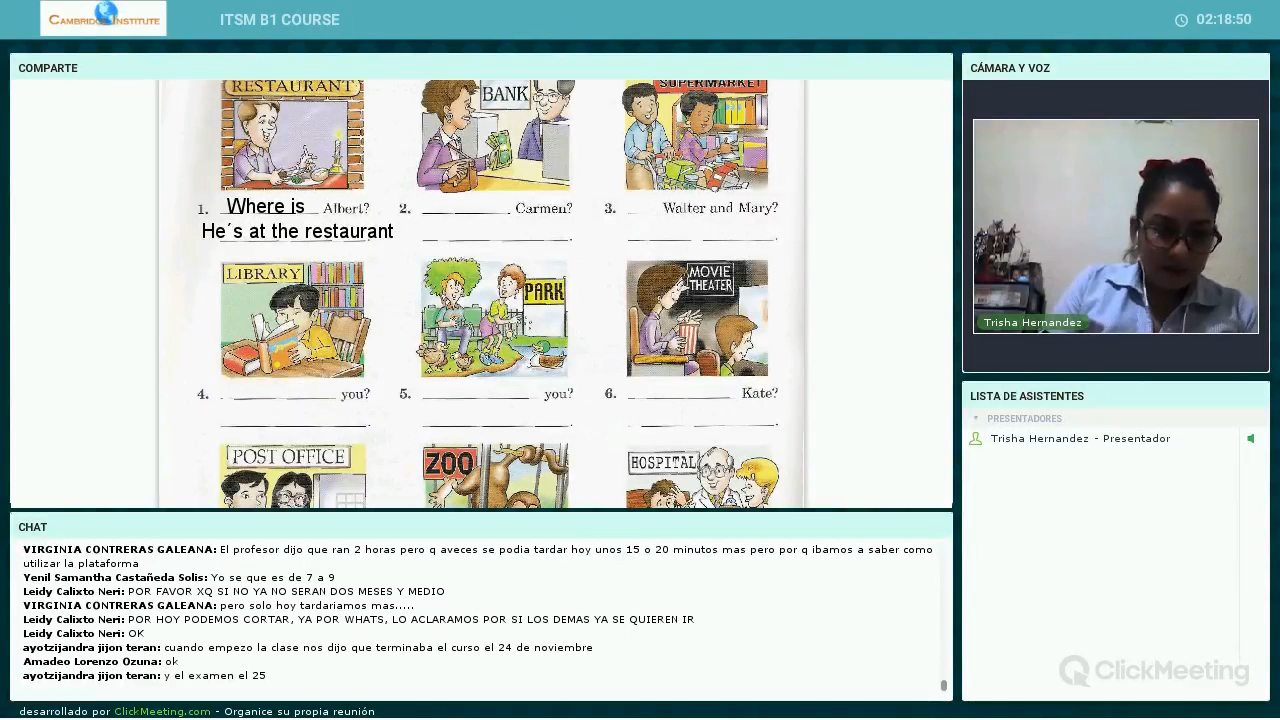 CAMBRIDGE INSTITUTE
ITSM B1 COURSE
02:18:50
COMPARTE
RESTAURANT
BANK
SUPERMARKET
1. Where is Albert?
He´s at the restaurant
2. ________ Carmen?
3. ___ Walter and Mary?
LIBRARY
PARK
MOVIE THEATER
4. ________ you?
5. ________ you?
6. ________ Kate?
POST OFFICE
ZOO
HOSPITAL
CÁMARA Y VOZ
Trisha Hernandez
LISTA DE ASISTENTES
PRESENTADORES
Trisha Hernandez - Presentador
CHAT
VIRGINIA CONTRERAS GALEANA: El profesor dijo que ran 2 horas pero q aveces se podia tardar hoy unos 15 o 20 minutos mas pero por q ibamos a saber como
utilizar la plataforma
Yenil Samantha Castañeda Solis: Yo se que es de 7 a 9
Leidy Calixto Neri: POR FAVOR XQ SI NO YA NO SERAN DOS MESES Y MEDIO
VIRGINIA CONTRERAS GALEANA: pero solo hoy tardariamos mas.....
Leidy Calixto Neri: POR HOY PODEMOS CORTAR, YA POR WHATS, LO ACLARAMOS POR SI LOS DEMAS YA SE QUIEREN IR
Leidy Calixto Neri: OK
ayotzijandra jijon teran: cuando empezo la clase nos dijo que terminaba el curso el 24 de noviembre
Amadeo Lorenzo Ozuna: ok
ayotzijandra jijon teran: y el examen el 25
ClickMeeting
desarrollado por ClickMeeting.com - Organice su propia reunión